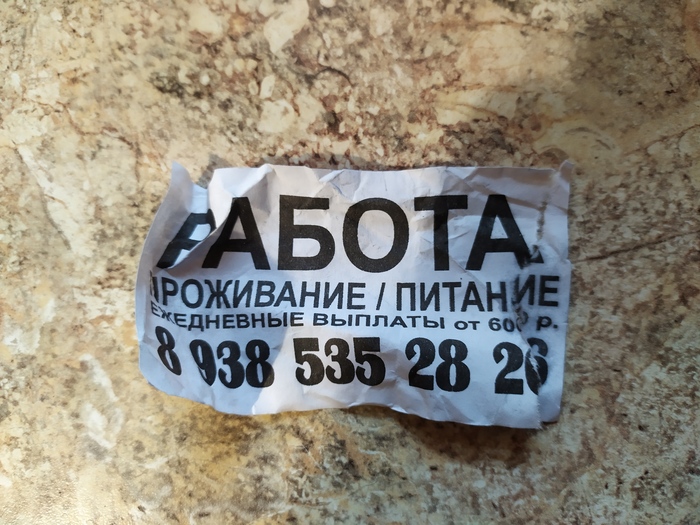 РАБОТА
ПРОЖИВАНИЕ / ПИТАНИЕ
ЕЖЕДНЕВНЫЕ ВЫПЛАТЫ от 600 р.
8 938 535 28 26